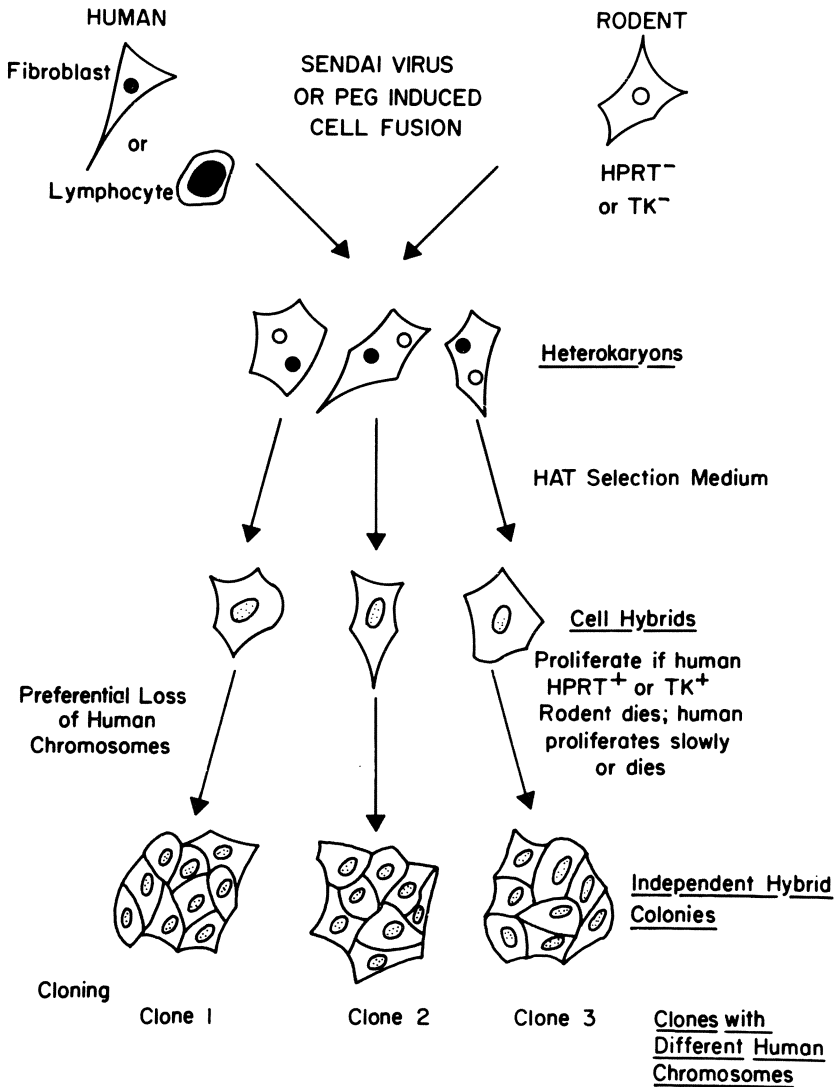 HUMAN
Fibroblast
or
Lymphocyte
SENDAI VIRUS
OR PEG INDUCED
CELL FUSION
RODENT
HPRT⁻
or TK⁻
Heterokaryons
HAT Selection Medium
Cell Hybrids
Proliferate if human
HPRT⁺ or TK⁺
Rodent dies; human
proliferates slowly
or dies
Preferential Loss
of Human
Chromosomes
Independent Hybrid
Colonies
Cloning
Clone 1
Clone 2
Clone 3
Clones with
Different Human
Chromosomes